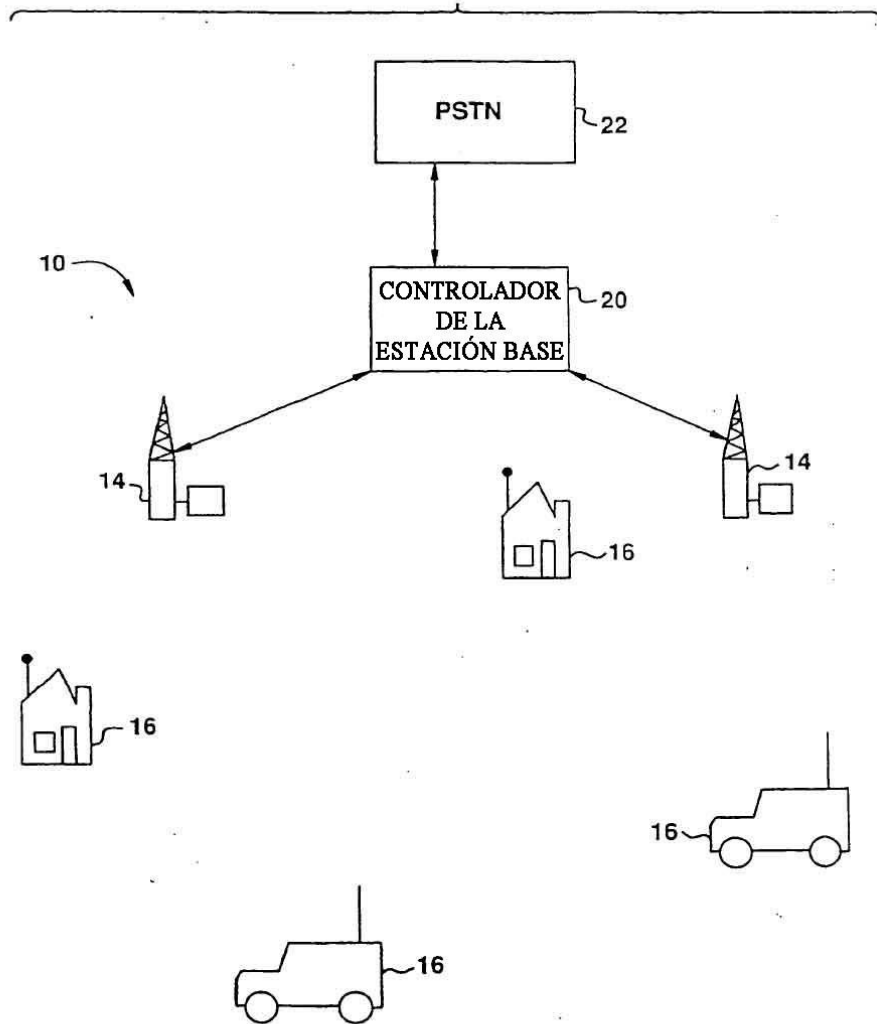 PSTN
22
10
CONTROLADOR
DE LA
ESTACIÓN BASE
20
14
14
16
16
16
16